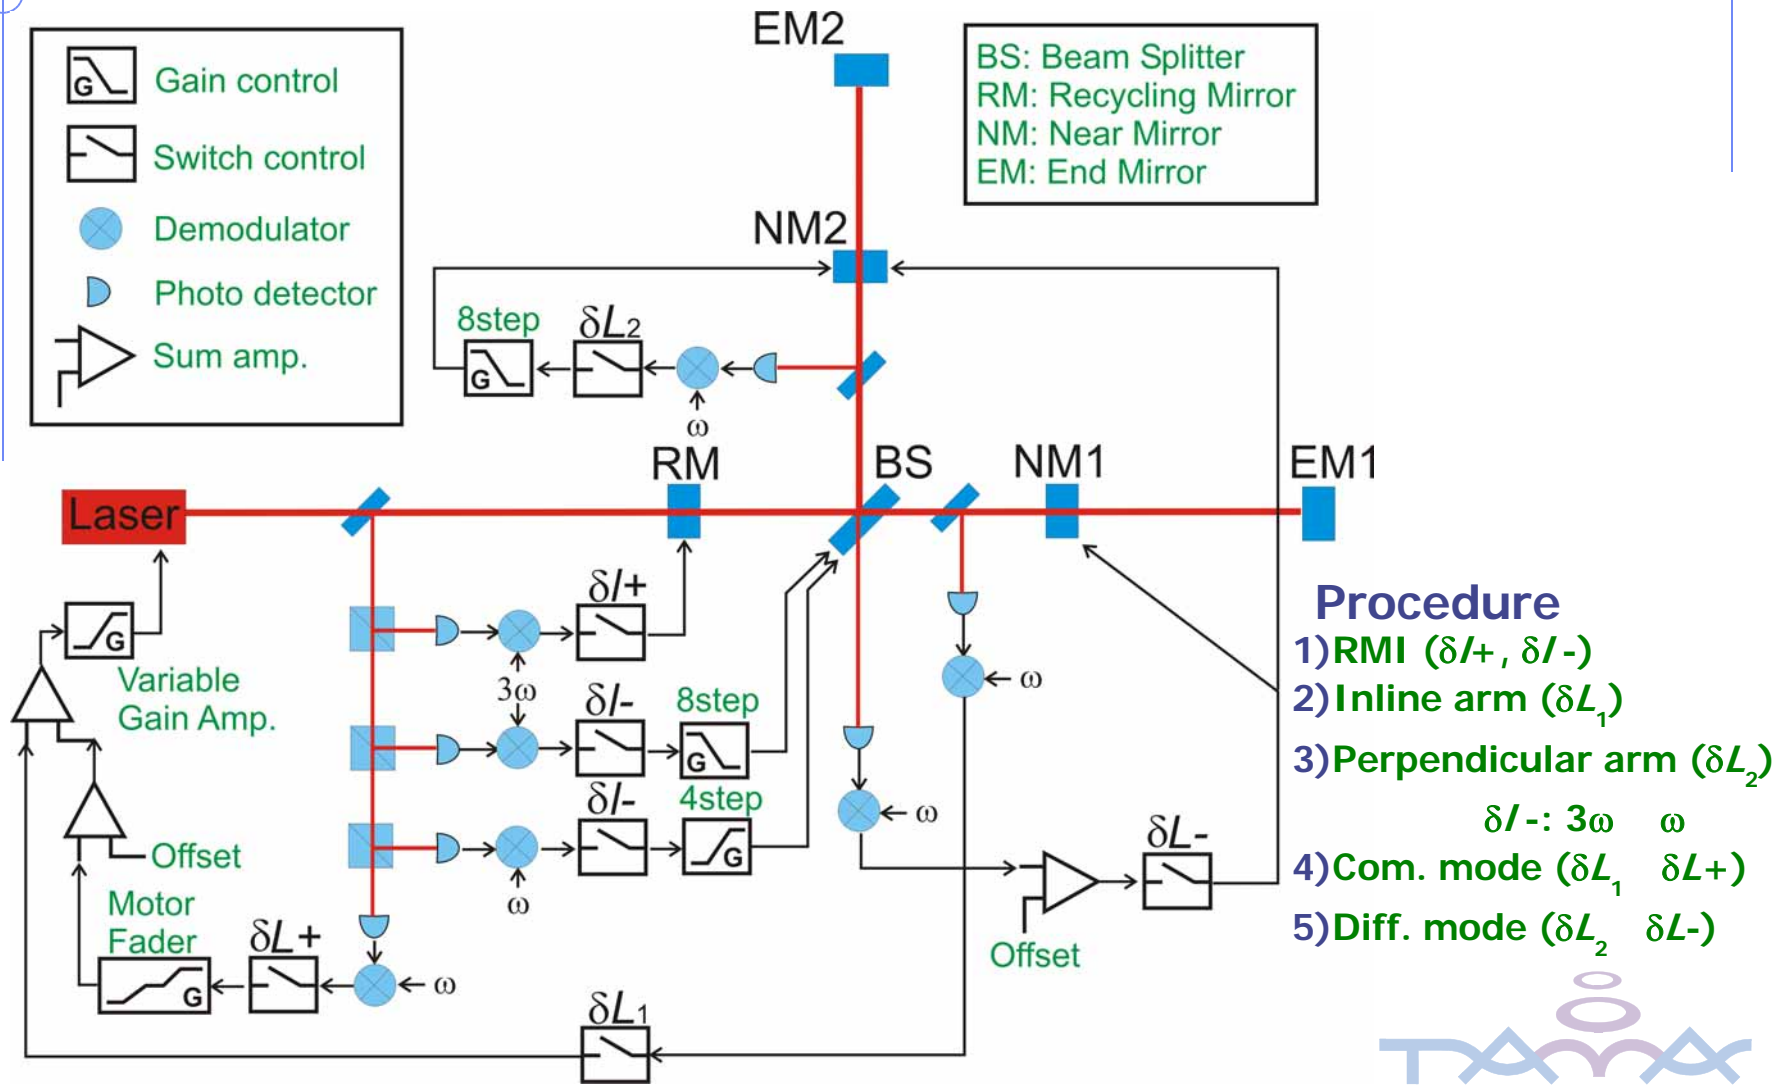 G Gain control
Switch control
Demodulator
Photo detector
Sum amp.
EM2
BS: Beam Splitter
RM: Recycling Mirror
NM: Near Mirror
EM: End Mirror
NM2
8step
δL2
G
ω
RM
BS
NM1
EM1
Laser
δl+
G
Variable
Gain Amp.
3ω
δl-
8step
G
ω
δl-
4step
G
ω
ω
Offset
Motor
Fader
δL+
G
ω
δL-
Offset
δL1
Procedure
1)RMI (δl+, δl-)
2)Inline arm (δL1)
3)Perpendicular arm (δL2)
δl-: 3ω ω
4)Com. mode (δL1 δL+)
5)Diff. mode (δL2 δL-)
TAMA